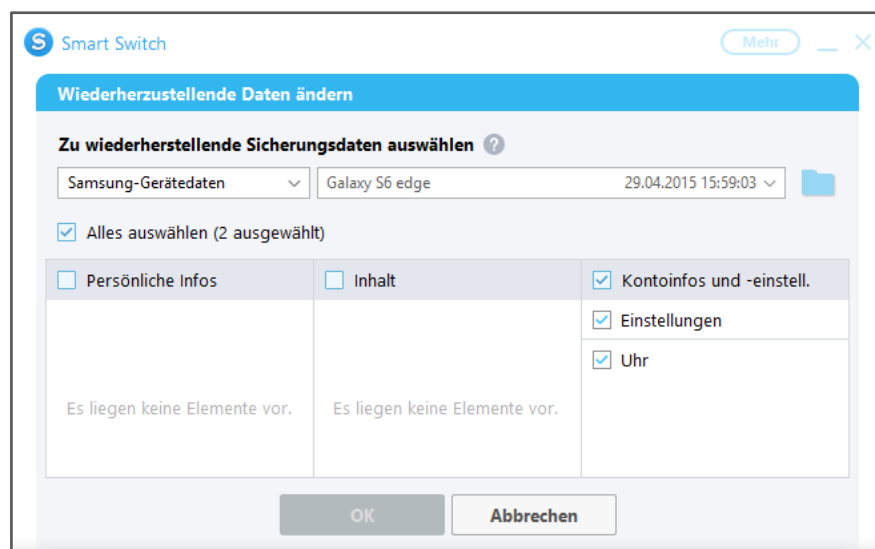 S Smart Switch Mehr
Wiederherzustellende Daten ändern
Zu wiederherstellende Sicherungsdaten auswählen ?
Samsung-Gerätedaten Galaxy S6 edge 29.04.2015 15:59:03
Alles auswählen (2 ausgewählt)
Persönliche Infos Inhalt Kontoinfos und -einstell.
Einstellungen
Uhr
Es liegen keine Elemente vor. Es liegen keine Elemente vor.
OK Abbrechen